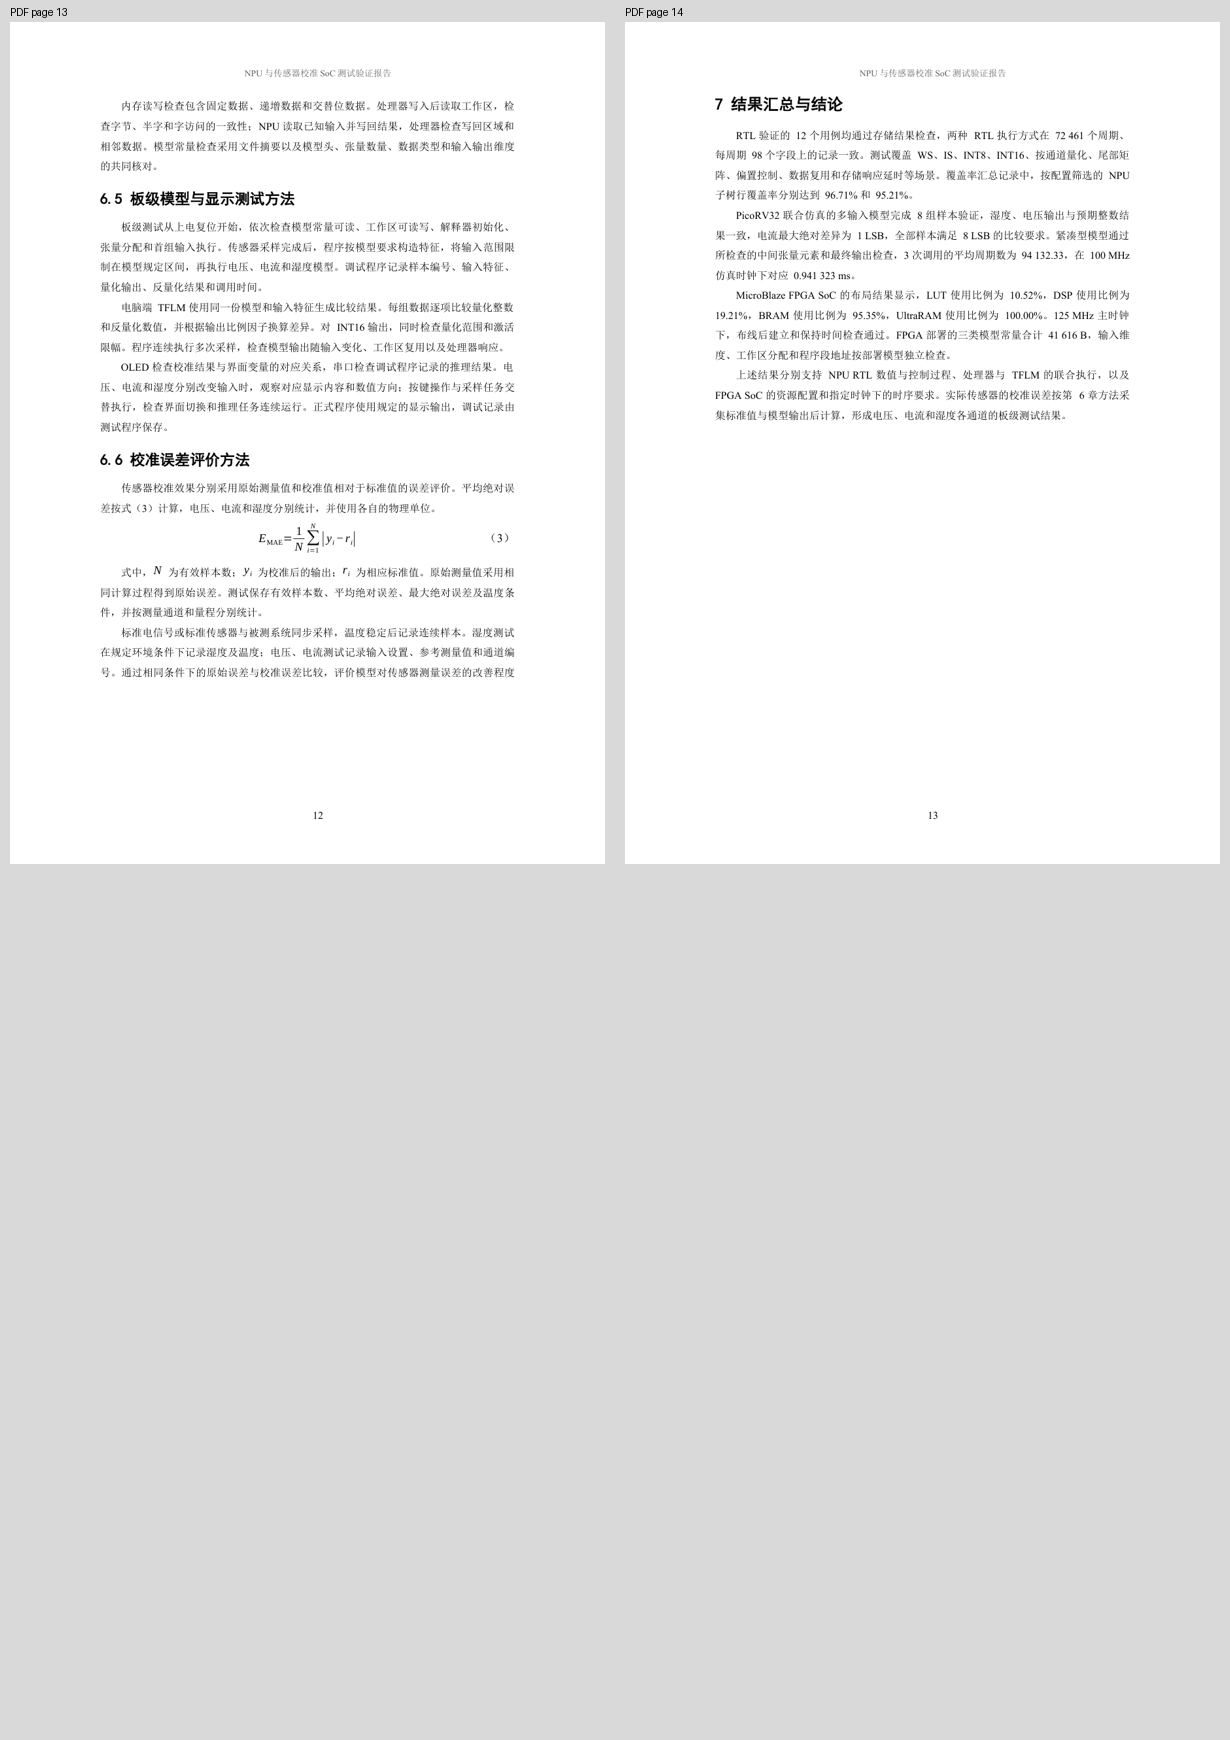 PDF page 13
NPU 与传感器校准 SoC 测试验证报告
内存读写检查包含固定数据、递增数据和交替位数据。处理器写入后读取工作区，检
查字节、半字和字访问的一致性；NPU 读取已知输入并写回结果，处理器检查写回区域和
相邻数据。模型常量检查采用文件摘要以及模型头、张量数量、数据类型和输入输出维度
的共同核对。
6.5 板级模型与显示测试方法
板级测试从上电复位开始，依次检查模型常量可读、工作区可读写、解释器初始化、
张量分配和首组输入执行。传感器采样完成后，程序按模型要求构造特征，将输入范围限
制在模型规定区间，再执行电压、电流和湿度模型。调试程序记录样本编号、输入特征、
量化输出、反量化结果和调用时间。
电脑端 TFLM 使用同一份模型和输入特征生成比较结果。每组数据逐项比较量化整数
和反量化数值，并根据输出比例因子换算差异。对 INT16 输出，同时检查量化范围和激活
限幅。程序连续执行多次采样，检查模型输出随输入变化、工作区复用以及处理器响应。
OLED 检查校准结果与界面变量的对应关系，串口检查调试程序记录的推理结果。电
压、电流和湿度分别改变输入时，观察对应显示内容和数值方向；按键操作与采样任务交
替执行，检查界面切换和推理任务连续运行。正式程序使用规定的显示输出，调试记录由
测试程序保存。
6.6 校准误差评价方法
传感器校准效果分别采用原始测量值和校准值相对于标准值的误差评价。平均绝对误
差按式（3）计算，电压、电流和湿度分别统计，并使用各自的物理单位。
E_MAE = 1/N ∑_{i=1}^{N} |y_i − r_i| （3）
式中，N 为有效样本数；y_i 为校准后的输出；r_i 为相应标准值。原始测量值采用相
同计算过程得到原始误差。测试保存有效样本数、平均绝对误差、最大绝对误差及温度条
件，并按测量通道和量程分别统计。
标准电信号或标准传感器与被测系统同步采样，温度稳定后记录连续样本。湿度测试
在规定环境条件下记录湿度及温度；电压、电流测试记录输入设置、参考测量值和通道编
号。通过相同条件下的原始误差与校准误差比较，评价模型对传感器测量误差的改善程度
12
PDF page 14
NPU 与传感器校准 SoC 测试验证报告
7 结果汇总与结论
RTL 验证的 12 个用例均通过存储结果检查，两种 RTL 执行方式在 72 461 个周期、
每周期 98 个字段上的记录一致。测试覆盖 WS、IS、INT8、INT16、按通道量化、尾部矩
阵、偏置控制、数据复用和存储响应延时等场景。覆盖率汇总记录中，按配置筛选的 NPU
子树行覆盖率分别达到 96.71% 和 95.21%。
PicoRV32 联合仿真的多输入模型完成 8 组样本验证，湿度、电压输出与预期整数结
果一致，电流最大绝对差异为 1 LSB，全部样本满足 8 LSB 的比较要求。紧凑型模型通过
所检查的中间张量元素和最终输出检查，3 次调用的平均周期数为 94 132.33，在 100 MHz
仿真时钟下对应 0.941 323 ms。
MicroBlaze FPGA SoC 的布局结果显示，LUT 使用比例为 10.52%，DSP 使用比例为
19.21%，BRAM 使用比例为 95.35%，UltraRAM 使用比例为 100.00%。125 MHz 主时钟
下，布线后建立和保持时间检查通过。FPGA 部署的三类模型常量合计 41 616 B，输入维
度、工作区分配和程序段地址按部署模型独立检查。
上述结果分别支持 NPU RTL 数值与控制过程、处理器与 TFLM 的联合执行，以及
FPGA SoC 的资源配置和指定时钟下的时序要求。实际传感器的校准误差按第 6 章方法采
集标准值与模型输出后计算，形成电压、电流和湿度各通道的板级测试结果。
13